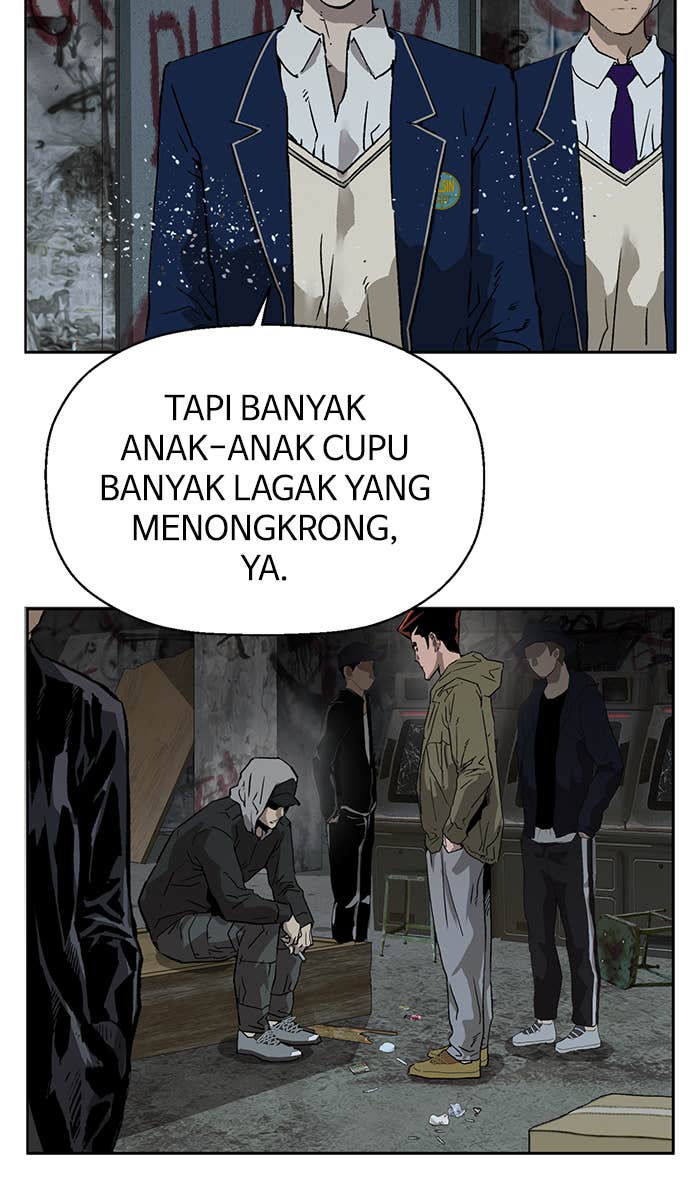 TAPI BANYAK
ANAK-ANAK CUPU
BANYAK LAGAK YANG
MENONGKRONG,
YA.